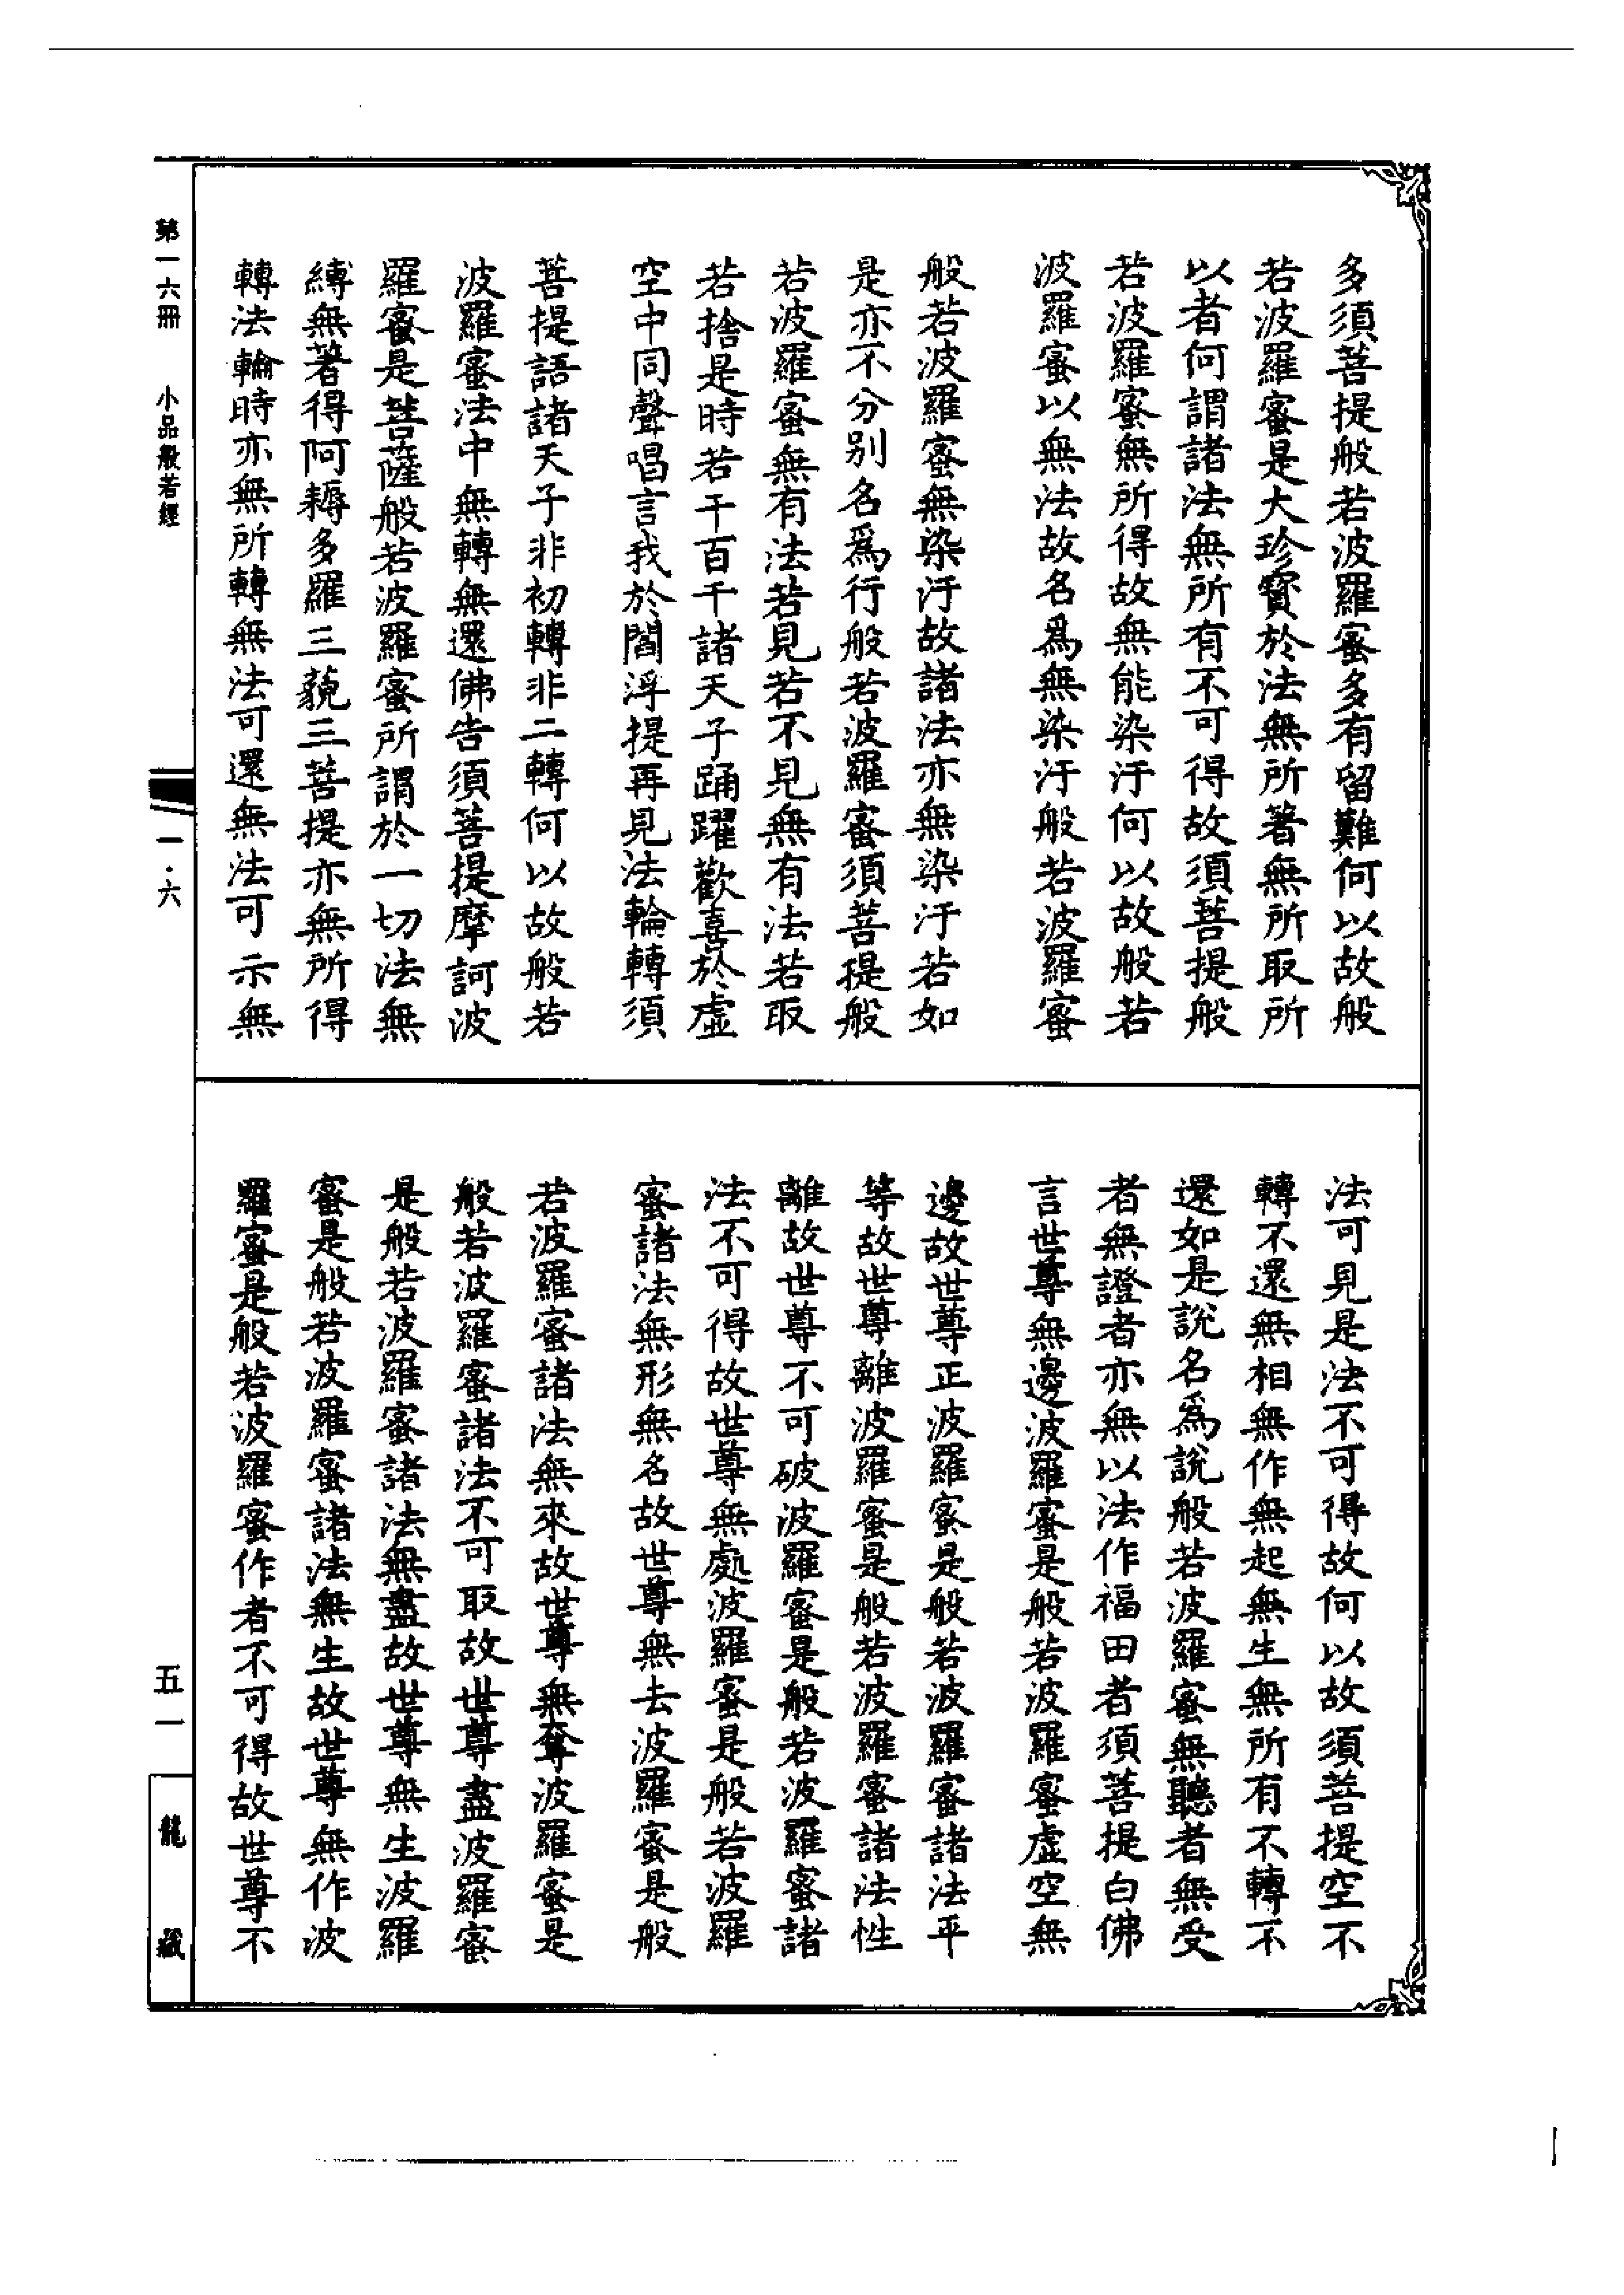 多須菩提般若波羅蜜多有留難何以故般
若波羅蜜是大珍寶於法無所著無所取所
以者何謂諸法無所有不可得故須菩提般
若波羅蜜無所得故無能染汙何以故般若
波羅蜜以無法故名爲無染汙般若波羅蜜
般若波羅蜜無染汙故諸法亦無染汙若如
是亦不分別名爲行般若波羅蜜須菩提般
若波羅蜜無有法若見若不見無有法若取
若捨是時若干百千諸天子踊躍歡喜於虛
空中同聲唱言我於閻浮提再見法輪轉須
菩提語諸天子非初轉非二轉何以故般若
波羅蜜法中無轉無還佛告須菩提摩訶波
羅蜜是菩薩般若波羅蜜所謂於一切法無
縛無著得阿耨多羅三藐三菩提亦無所得
轉法輪時亦無所轉無法可還無法可示無
法可見是法不可得故何以故須菩提空不
轉不還無相無作無起無生無所有不轉不
還如是說名爲說般若波羅蜜無聽者無受
者無證者亦無以法作福田者須菩提白佛
言世尊無邊波羅蜜是般若波羅蜜虛空無
邊故世尊正波羅蜜是般若波羅蜜諸法平
等故世尊離波羅蜜是般若波羅蜜諸法性
離故世尊不可破波羅蜜是般若波羅蜜諸
法不可得故世尊無處波羅蜜是般若波羅
蜜諸法無形無名故世尊無去波羅蜜是般
若波羅蜜諸法無來故世尊無奪波羅蜜是
般若波羅蜜諸法不可取故世尊盡波羅蜜
是般若波羅蜜諸法無盡故世尊無生波羅
蜜是般若波羅蜜諸法無生故世尊無作波
羅蜜是般若波羅蜜作者不可得故世尊不
第一六冊 小品般若經
一·六
五一
龍藏